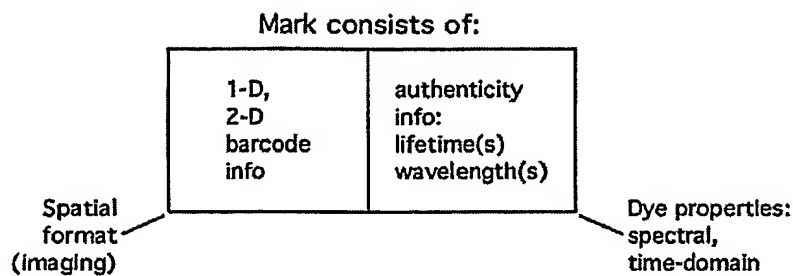 Mark consists of:
1-D,
2-D
barcode
info
authenticity
info:
lifetime(s)
wavelength(s)
Spatial
format
(imaging)
Dye properties:
spectral,
time-domain